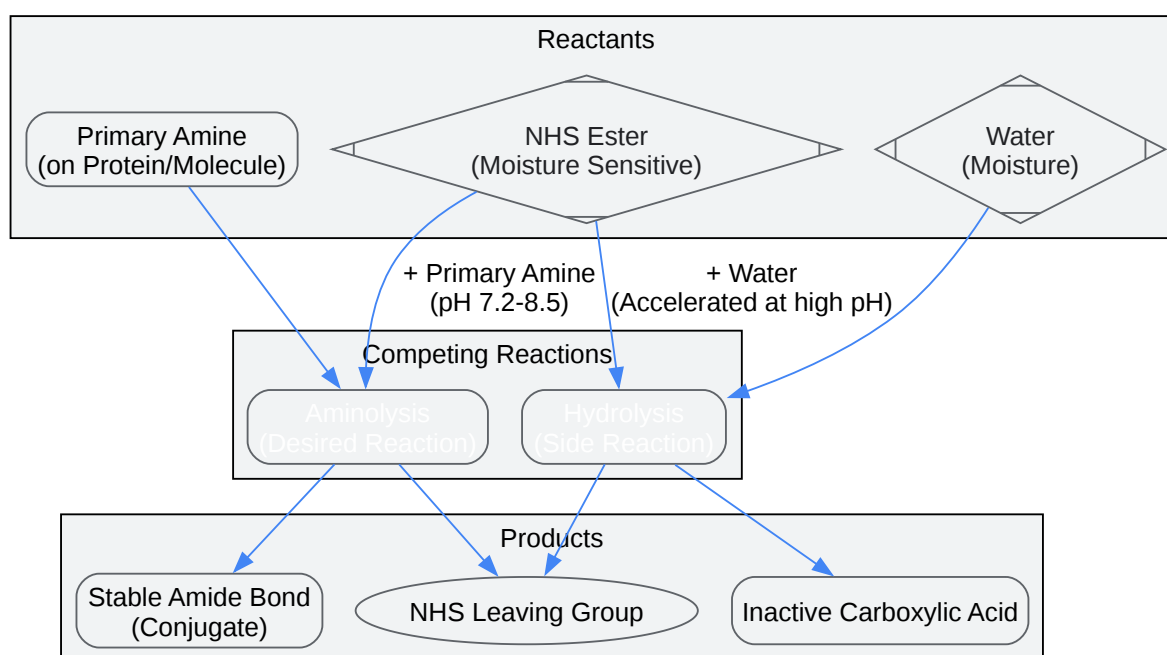 Reactants
Primary Amine
(on Protein/Molecule)
NHS Ester
(Moisture Sensitive)
Water
(Moisture)
+ Primary Amine
(pH 7.2-8.5)
+ Water
(Accelerated at high pH)
Competing Reactions
Aminolysis
(Desired Reaction)
Hydrolysis
(Side Reaction)
Products
Stable Amide Bond
(Conjugate)
NHS Leaving Group
Inactive Carboxylic Acid